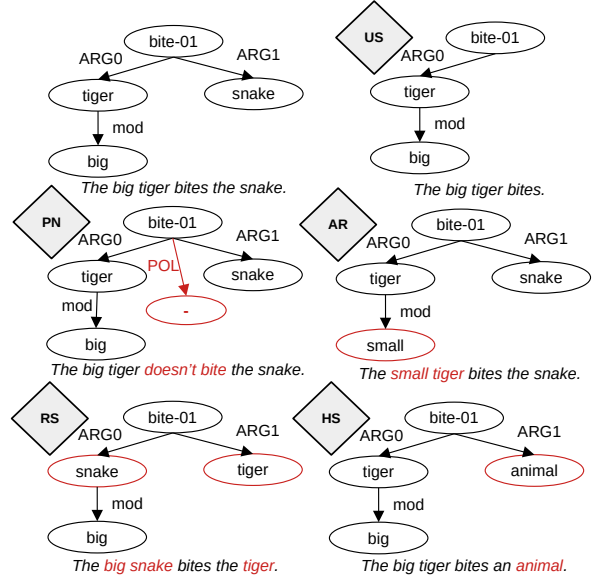 bite-01
ARG0
ARG1
tiger
snake
mod
big
The big tiger bites the snake.
US
bite-01
ARG0
tiger
mod
big
The big tiger bites.
PN
bite-01
ARG0
ARG1
tiger
POL
snake
mod
-
big
The big tiger doesn't bite the snake.
AR
bite-01
ARG0
ARG1
tiger
snake
mod
small
The small tiger bites the snake.
RS
bite-01
ARG0
ARG1
snake
tiger
mod
big
The big snake bites the tiger.
HS
bite-01
ARG0
ARG1
tiger
animal
mod
big
The big tiger bites an animal.